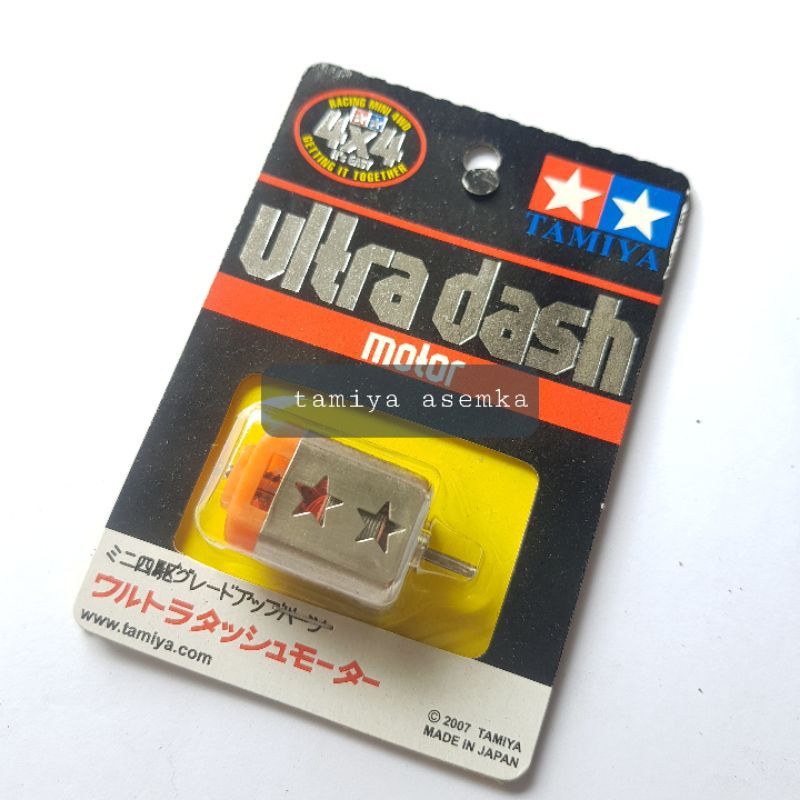 RACING MINI 4WD
4x4
IT'S EASY
GETTING IT TOGETHER
TAMIYA
ultra dash
motor
tamiya asemka
ミニ四駆グレードアップパーツ
ウルトラダッシュモーター
www.tamiya.com
© 2007 TAMIYA
MADE IN JAPAN